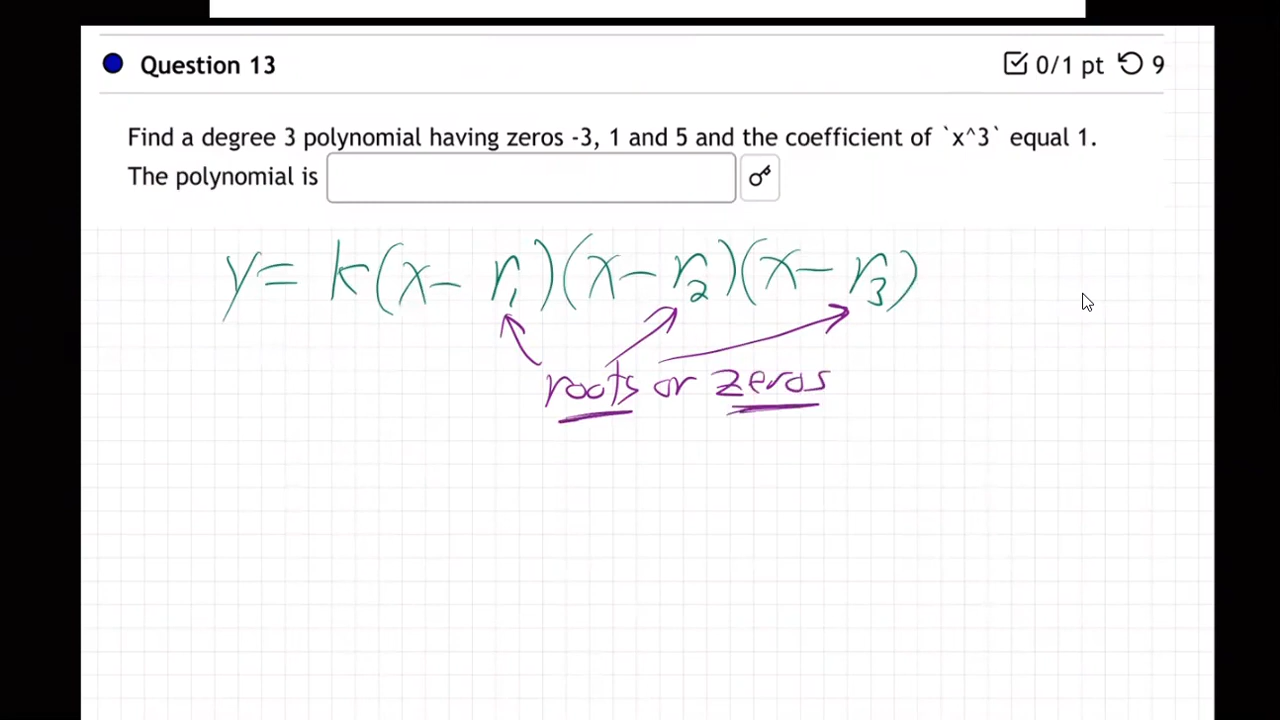 Question 13
0/1 pt 9
Find a degree 3 polynomial having zeros -3, 1 and 5 and the coefficient of `x^3` equal 1.
The polynomial is
y = k(x - r₁)(x - r₂)(x - r₃)
roots or zeros